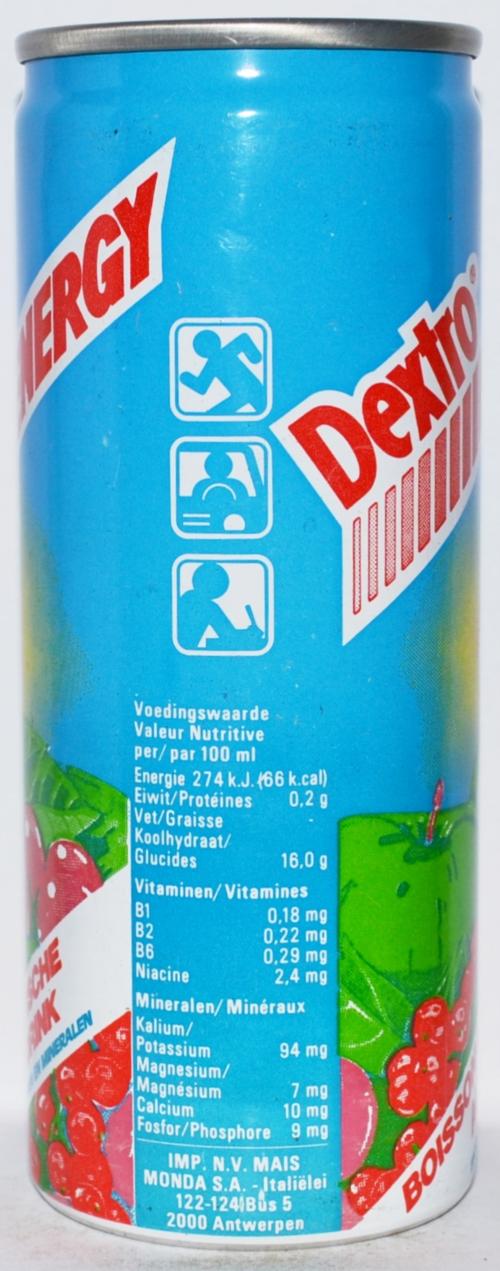 NERGY
Dextro®
Voedingswaarde
Valeur Nutritive
per/par 100 ml
Energie 274 k.J. (66 k.cal)
Eiwit/Protéines 0,2 g
Vet/Graisse
Koolhydraat/
Glucides 16,0 g
Vitaminen/Vitamines
B1 0,18 mg
B2 0,22 mg
B6 0,29 mg
Niacine 2,4 mg
Mineralen/Minéraux
Kalium/
Potassium 94 mg
Magnesium/
Magnésium 7 mg
Calcium 10 mg
Fosfor/Phosphore 9 mg
IMP. N.V. MAIS
MONDA S.A. - Italiëlei
122-124 Bus 5
2000 Antwerpen
SCHE
INK
EN MINERALEN
BOISSO